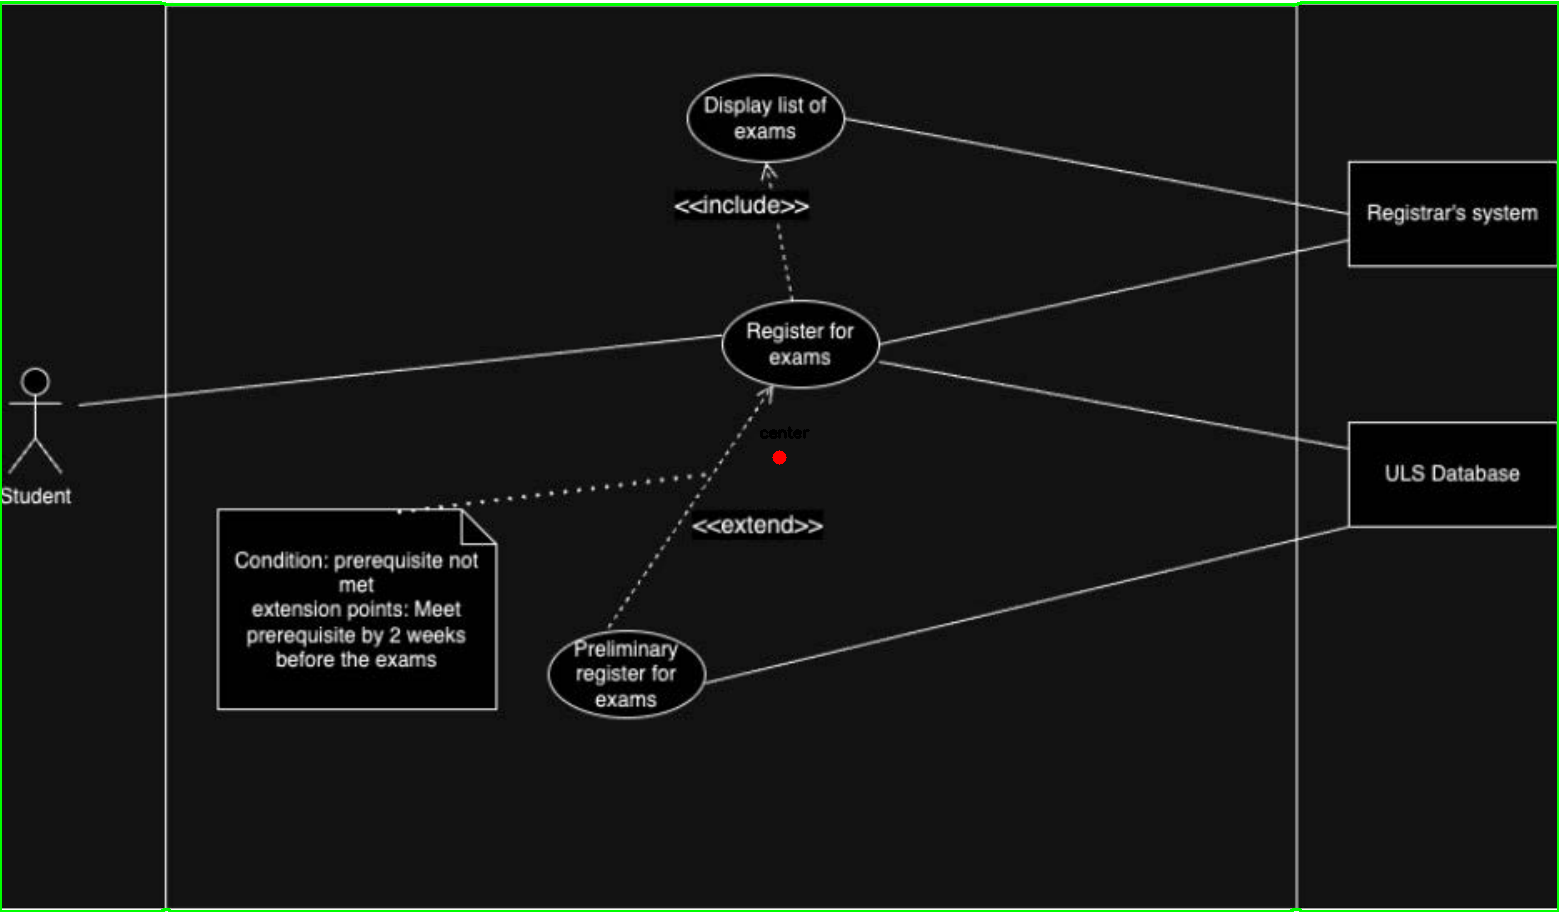 Display list of
exams
<<include>>
Registrar's system
Register for
exams
center
ULS Database
Student
<<extend>>
Condition: prerequisite not
met
extension points: Meet
prerequisite by 2 weeks
before the exams
Preliminary
register for
exams